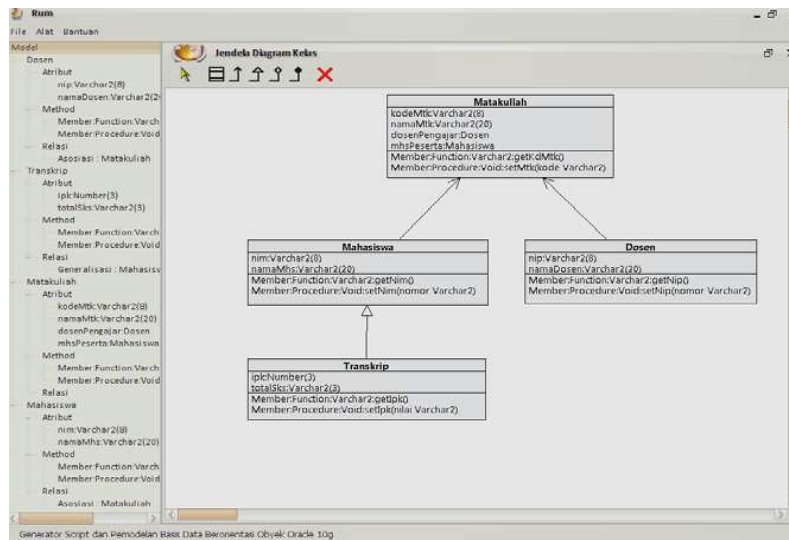 Rum
File Alat Bantuan
Model
Dosen
Atribut
nip:Varchar2(8)
namaDosen:Varchar2(2
Method
Member:Function:Varch
Member:Procedure:Void
Relasi
Asosiasi : Matakuliah
Transkrip
Atribut
ipk:Number(3)
totalSks:Varchar2(3)
Method
Member:Function:Varch
Member:Procedure:Void
Relasi
Generalisasi : Mahasisv
Matakuliah
Atribut
kodeMtk:Varchar2(8)
namaMtk:Varchar2(20)
dosenPengajar:Dosen
mhsPeserta:Mahasiswa
Method
Member:Function:Varch
Member:Procedure:Void
Relasi
Mahasiswa
Atribut
nim:Varchar2(8)
namaMhs:Varchar2(20)
Method
Member:Function:Varch
Member:Procedure:Void
Relasi
Asosiasi : Matakuliah
Jendela Diagram Kelas
Matakuliah
kodeMtk:Varchar2(8)
namaMtk:Varchar2(20)
dosenPengajar:Dosen
mhsPeserta:Mahasiswa
Member:Function:Varchar2:getKdMtk()
Member:Procedure:Void:setMtk(kode Varchar2)
Mahasiswa
nim:Varchar2(8)
namaMhs:Varchar2(20)
Member:Function:Varchar2:getNim()
Member:Procedure:Void:setNim(nomor Varchar2)
Dosen
nip:Varchar2(8)
namaDosen:Varchar2(20)
Member:Function:Varchar2:getNip()
Member:Procedure:Void:setNip(nomor Varchar2)
Transkrip
ipk:Number(3)
totalSks:Varchar2(3)
Member:Function:Varchar2:getIpk()
Member:Procedure:Void:setIpk(nilai Varchar2)
Generator Script dan Pemodelan Basis Data Berorientasi Obyek Oracle 10g